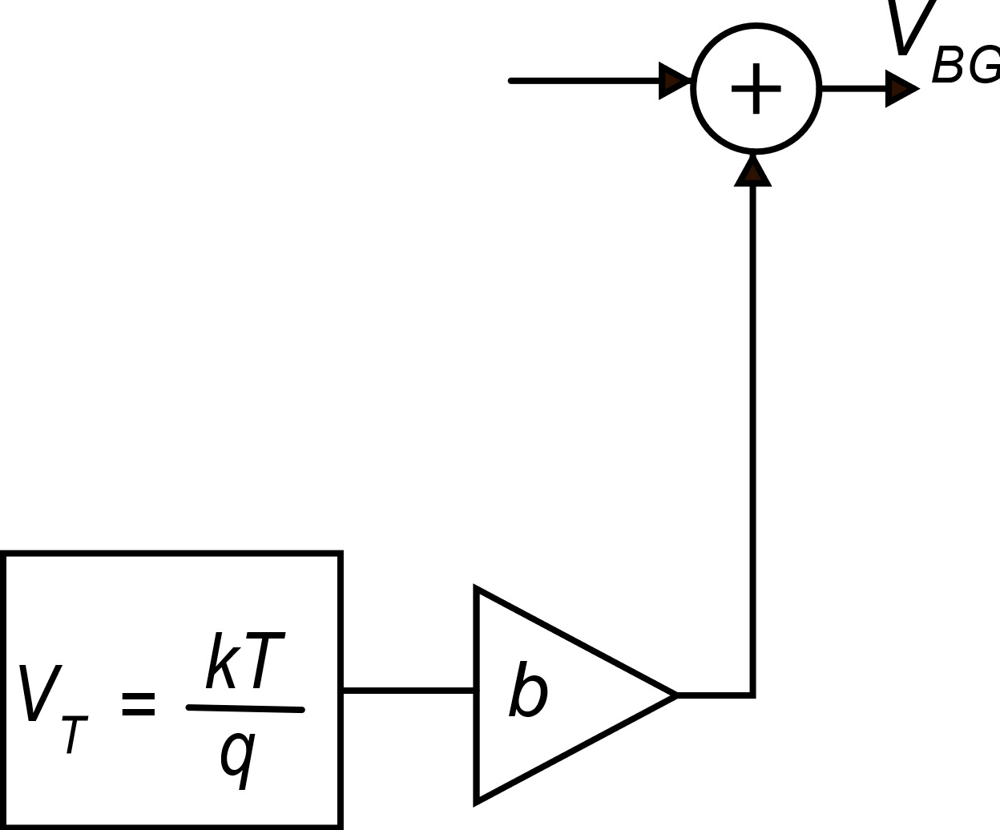 +
V_BG
V_T = kT/q
b